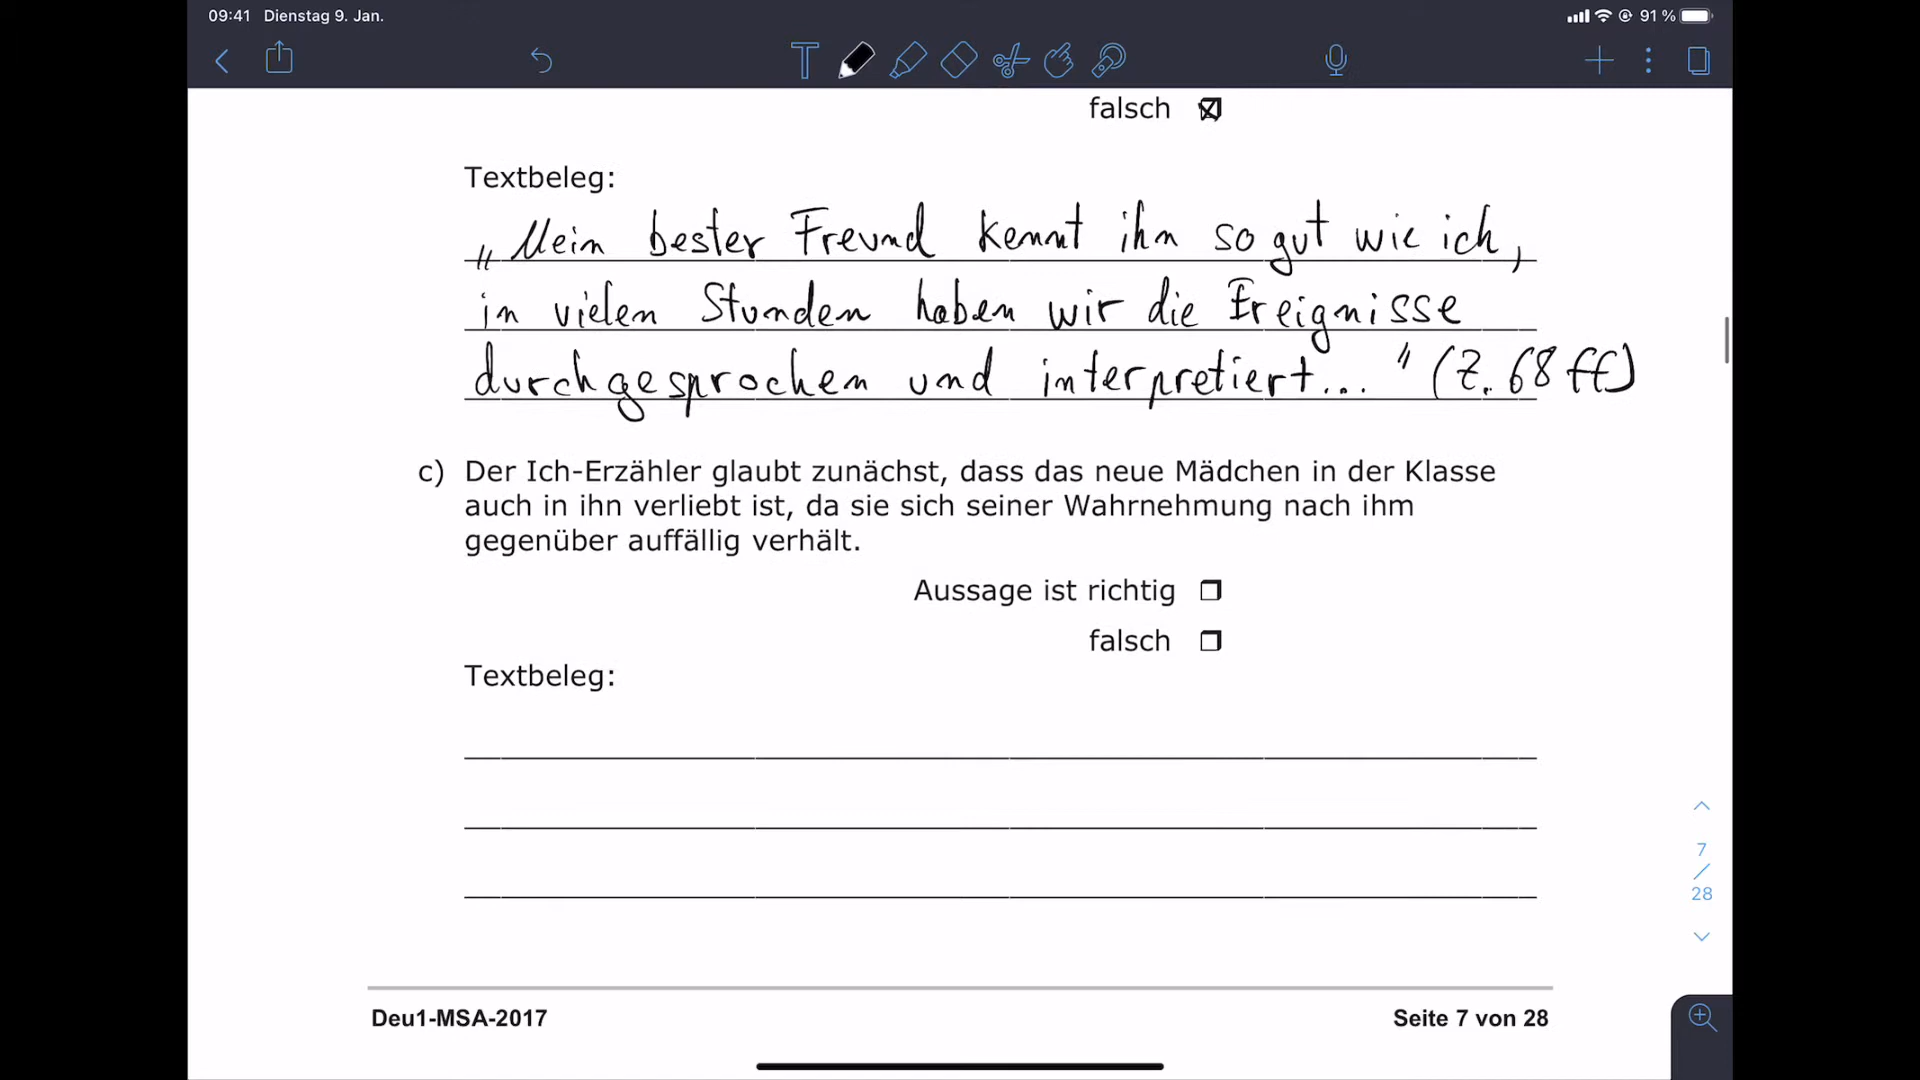 09:41 Dienstag 9. Jan. 91 %
falsch
Textbeleg:
„Mein bester Freund kennt ihn so gut wie ich,
in vielen Stunden haben wir die Ereignisse
durchgesprochen und interpretiert..." (Z. 68 ff)
c) Der Ich-Erzähler glaubt zunächst, dass das neue Mädchen in der Klasse
auch in ihn verliebt ist, da sie sich seiner Wahrnehmung nach ihm
gegenüber auffällig verhält.
Aussage ist richtig
falsch
Textbeleg:
7
/
28
Deu1-MSA-2017 Seite 7 von 28